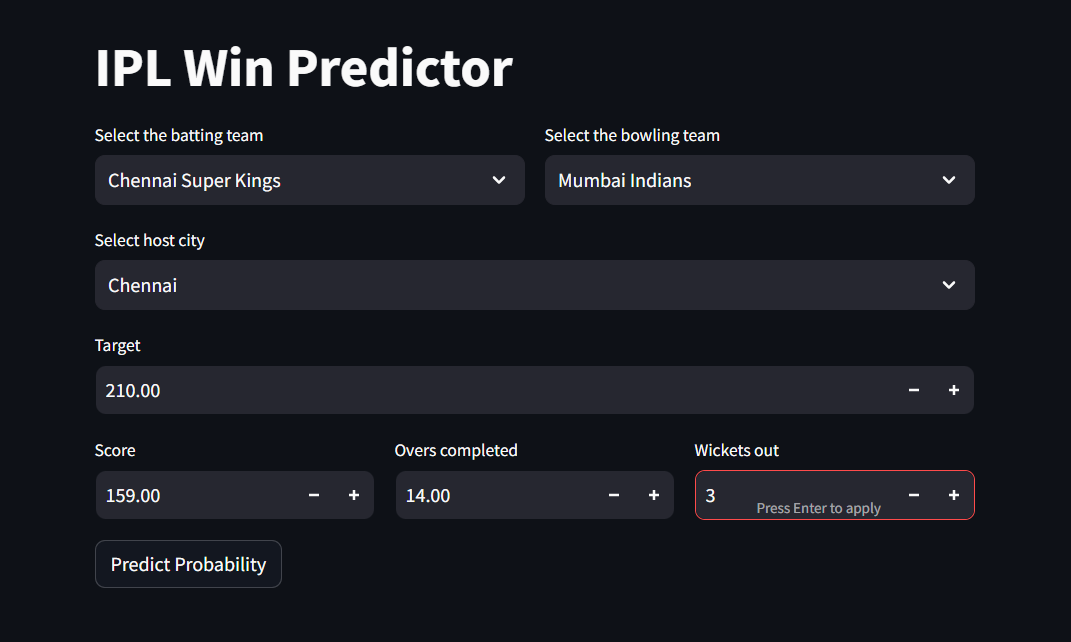 IPL Win Predictor
Select the batting team
Select the bowling team
Chennai Super Kings
Mumbai Indians
Select host city
Chennai
Target
210.00
Score
Overs completed
Wickets out
159.00
14.00
3
Press Enter to apply
Predict Probability